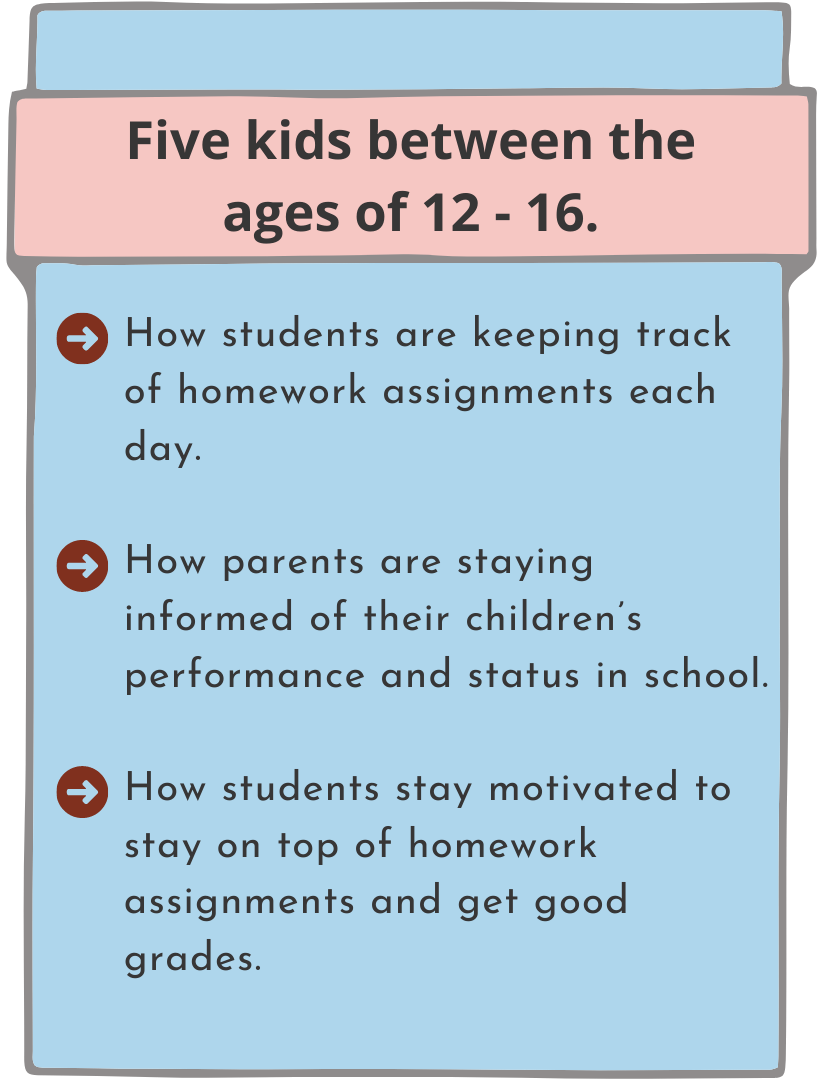 Five kids between the
ages of 12 - 16.
How students are keeping track
of homework assignments each
day.
How parents are staying
informed of their children’s
performance and status in school.
How students stay motivated to
stay on top of homework
assignments and get good
grades.